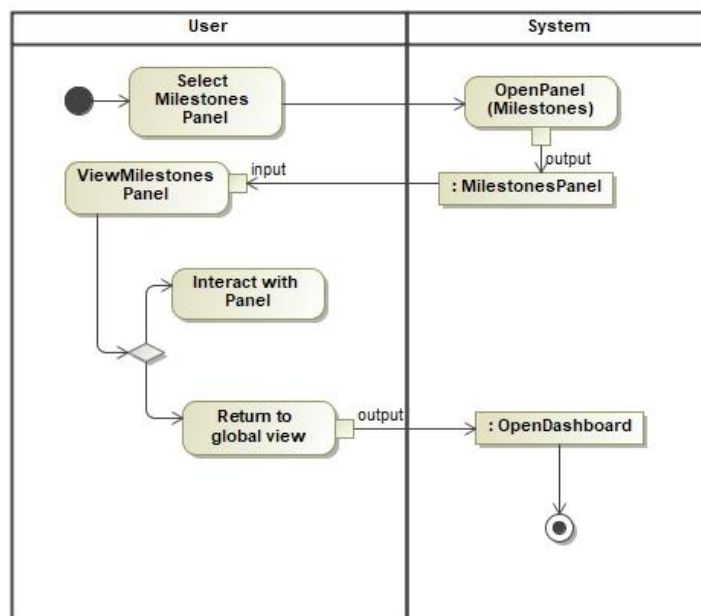 User
System
Select
Milestones
Panel
OpenPanel
(Milestones)
output
ViewMilestones
Panel
input
: MilestonesPanel
Interact with
Panel
Return to
global view
output
: OpenDashboard